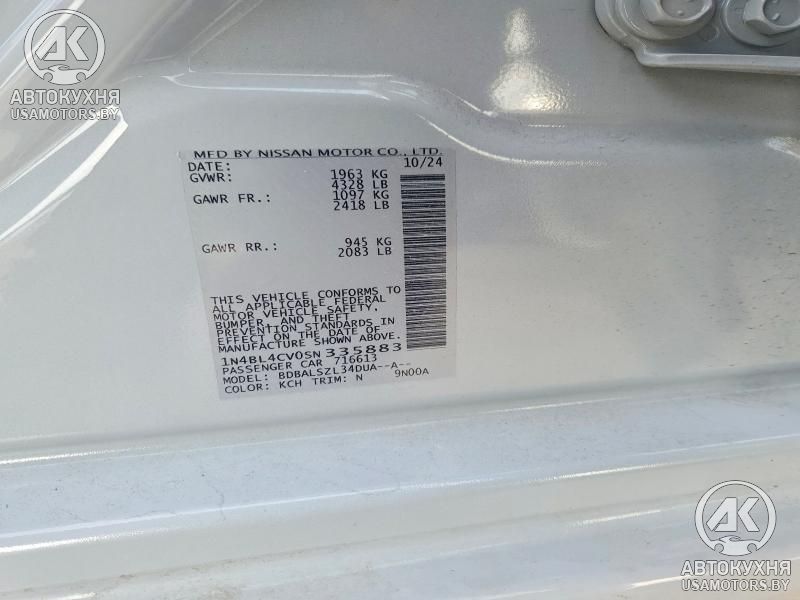 AK
АВТОКУХНЯ
USAMOTORS.BY
MFD BY NISSAN MOTOR CO., LTD.
DATE: 10/24
GVWR: 1963 KG
4328 LB
GAWR FR.: 1097 KG
2418 LB
GAWR RR.: 945 KG
2083 LB
THIS VEHICLE CONFORMS TO
ALL APPLICABLE FEDERAL
MOTOR VEHICLE SAFETY,
BUMPER, AND THEFT
PREVENTION STANDARDS IN
EFFECT ON THE DATE OF
MANUFACTURE SHOWN ABOVE.
1N4BL4CV0SN335883
PASSENGER CAR 716613
MODEL: BDBALSZL34DUA--A--
COLOR: KCH TRIM: N 9N00A
AK
АВТОКУХНЯ
USAMOTORS.BY